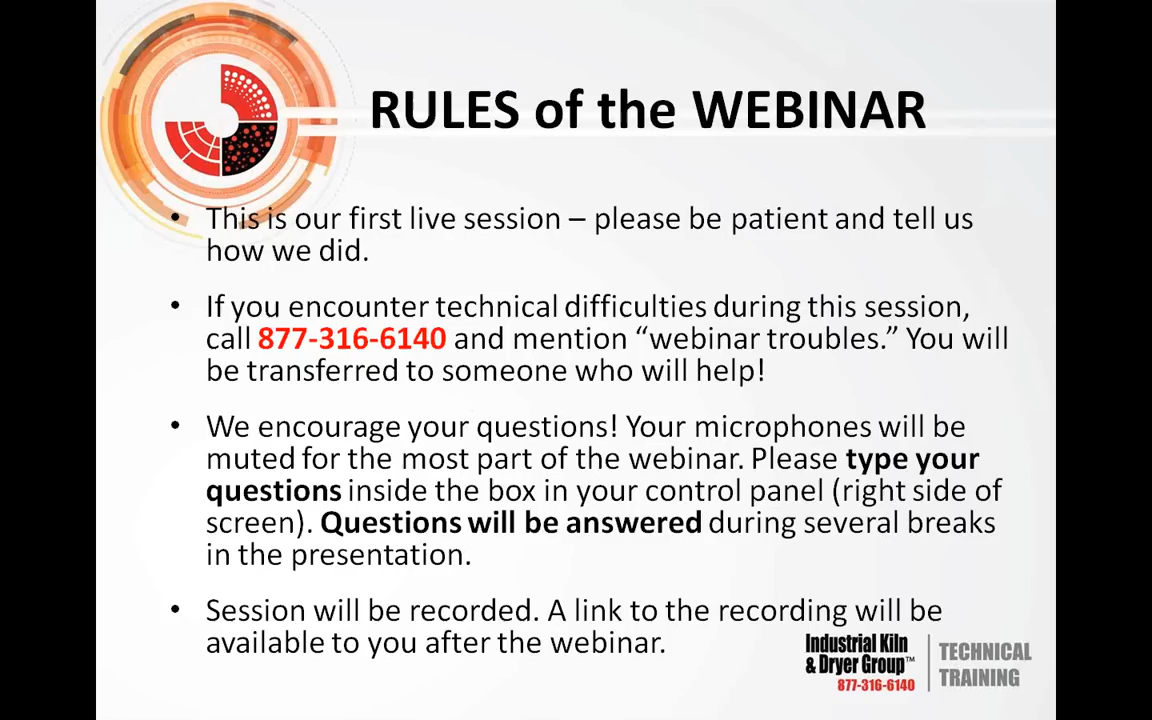 RULES of the WEBINAR
• This is our first live session – please be patient and tell us
how we did.
• If you encounter technical difficulties during this session,
call 877-316-6140 and mention “webinar troubles.” You will
be transferred to someone who will help!
• We encourage your questions! Your microphones will be
muted for the most part of the webinar. Please type your
questions inside the box in your control panel (right side of
screen). Questions will be answered during several breaks
in the presentation.
• Session will be recorded. A link to the recording will be
available to you after the webinar.
Industrial Kiln
& Dryer Group™
877-316-6140
TECHNICAL
TRAINING